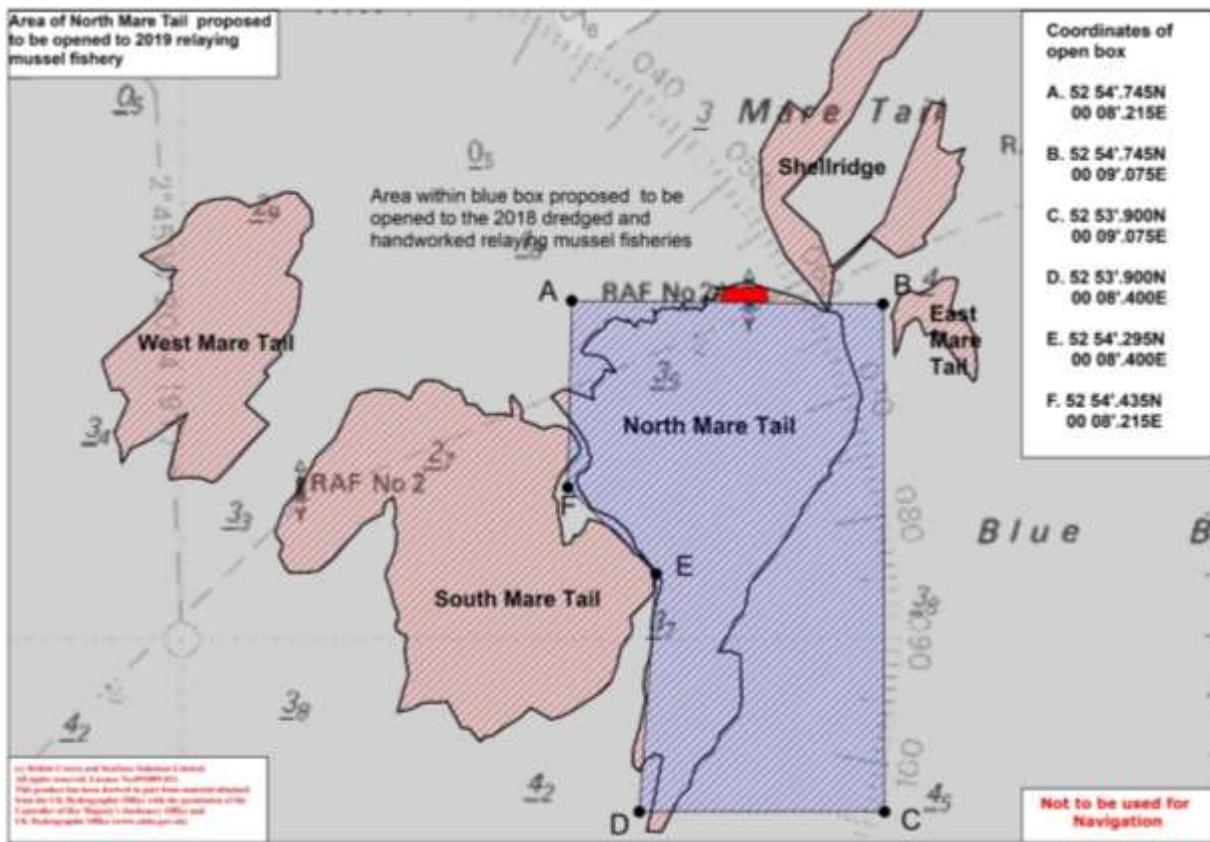 Area of North Mare Tail proposed
to be opened to 2019 relaying
mussel fishery
Coordinates of
open box
A. 52 54'.745N
00 08'.215E
B. 52 54'.745N
00 09'.075E
C. 52 53'.900N
00 09'.075E
D. 52 53'.900N
00 08'.400E
E. 52 54'.295N
00 08'.400E
F. 52 54'.435N
00 08'.215E
040
Mare Tail
Shellridge
Area within blue box proposed to be
opened to the 2018 dredged and
handworked relaying mussel fisheries
A
RAF No 2
B
East
Mare
Tail
West Mare Tail
North Mare Tail
RAF No 2
F
080
Blue
B
E
South Mare Tail
090
100
D
C
Not to be used for
Navigation